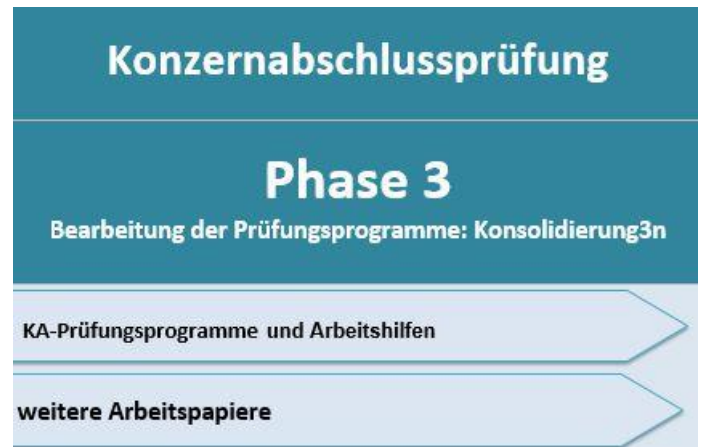 Konzernabschlussprüfung
Phase 3
Bearbeitung der Prüfungsprogramme: Konsolidierung3n
KA-Prüfungsprogramme und Arbeitshilfen
weitere Arbeitspapiere